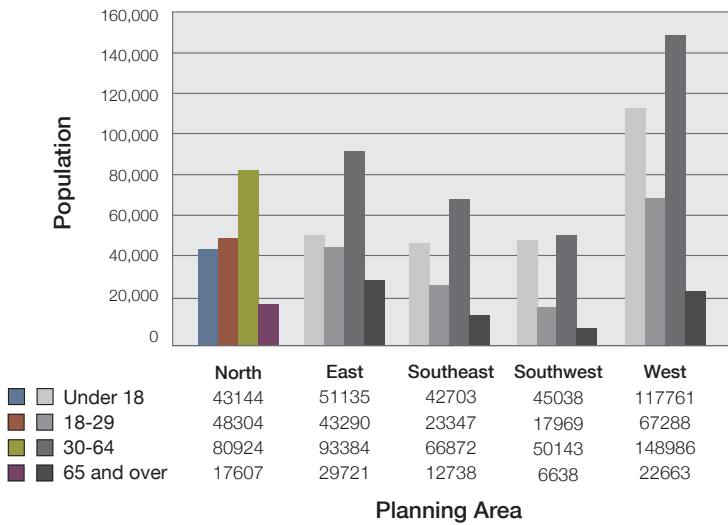 Population
160,000
140,000
120,000
100,000
80,000
60,000
40,000
20,000
0
North East Southeast Southwest West
Under 18 43144 51135 42703 45038 117761
18-29 48304 43290 23347 17969 67288
30-64 80924 93384 66872 50143 148986
65 and over 17607 29721 12738 6638 22663
Planning Area